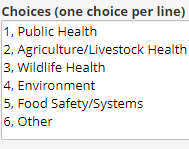 Choices (one choice per line)
1, Public Health
2, Agriculture/Livestock Health
3, Wildlife Health
4, Environment
5, Food Safety/Systems
6, Other